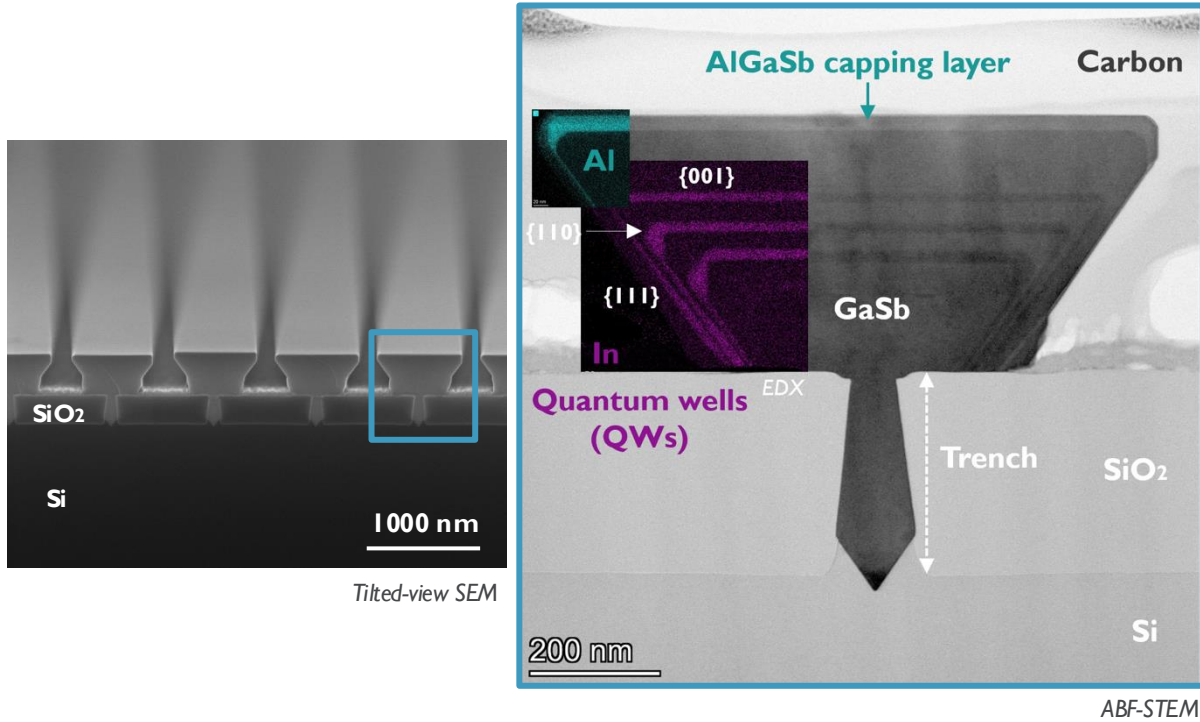 SiO₂
Si
1000 nm
Tilted-view SEM
AlGaSb capping layer
Carbon
Al
{001}
{110}
{111}
GaSb
In
EDX
Quantum wells
(QWs)
Trench
SiO₂
Si
200 nm
ABF-STEM